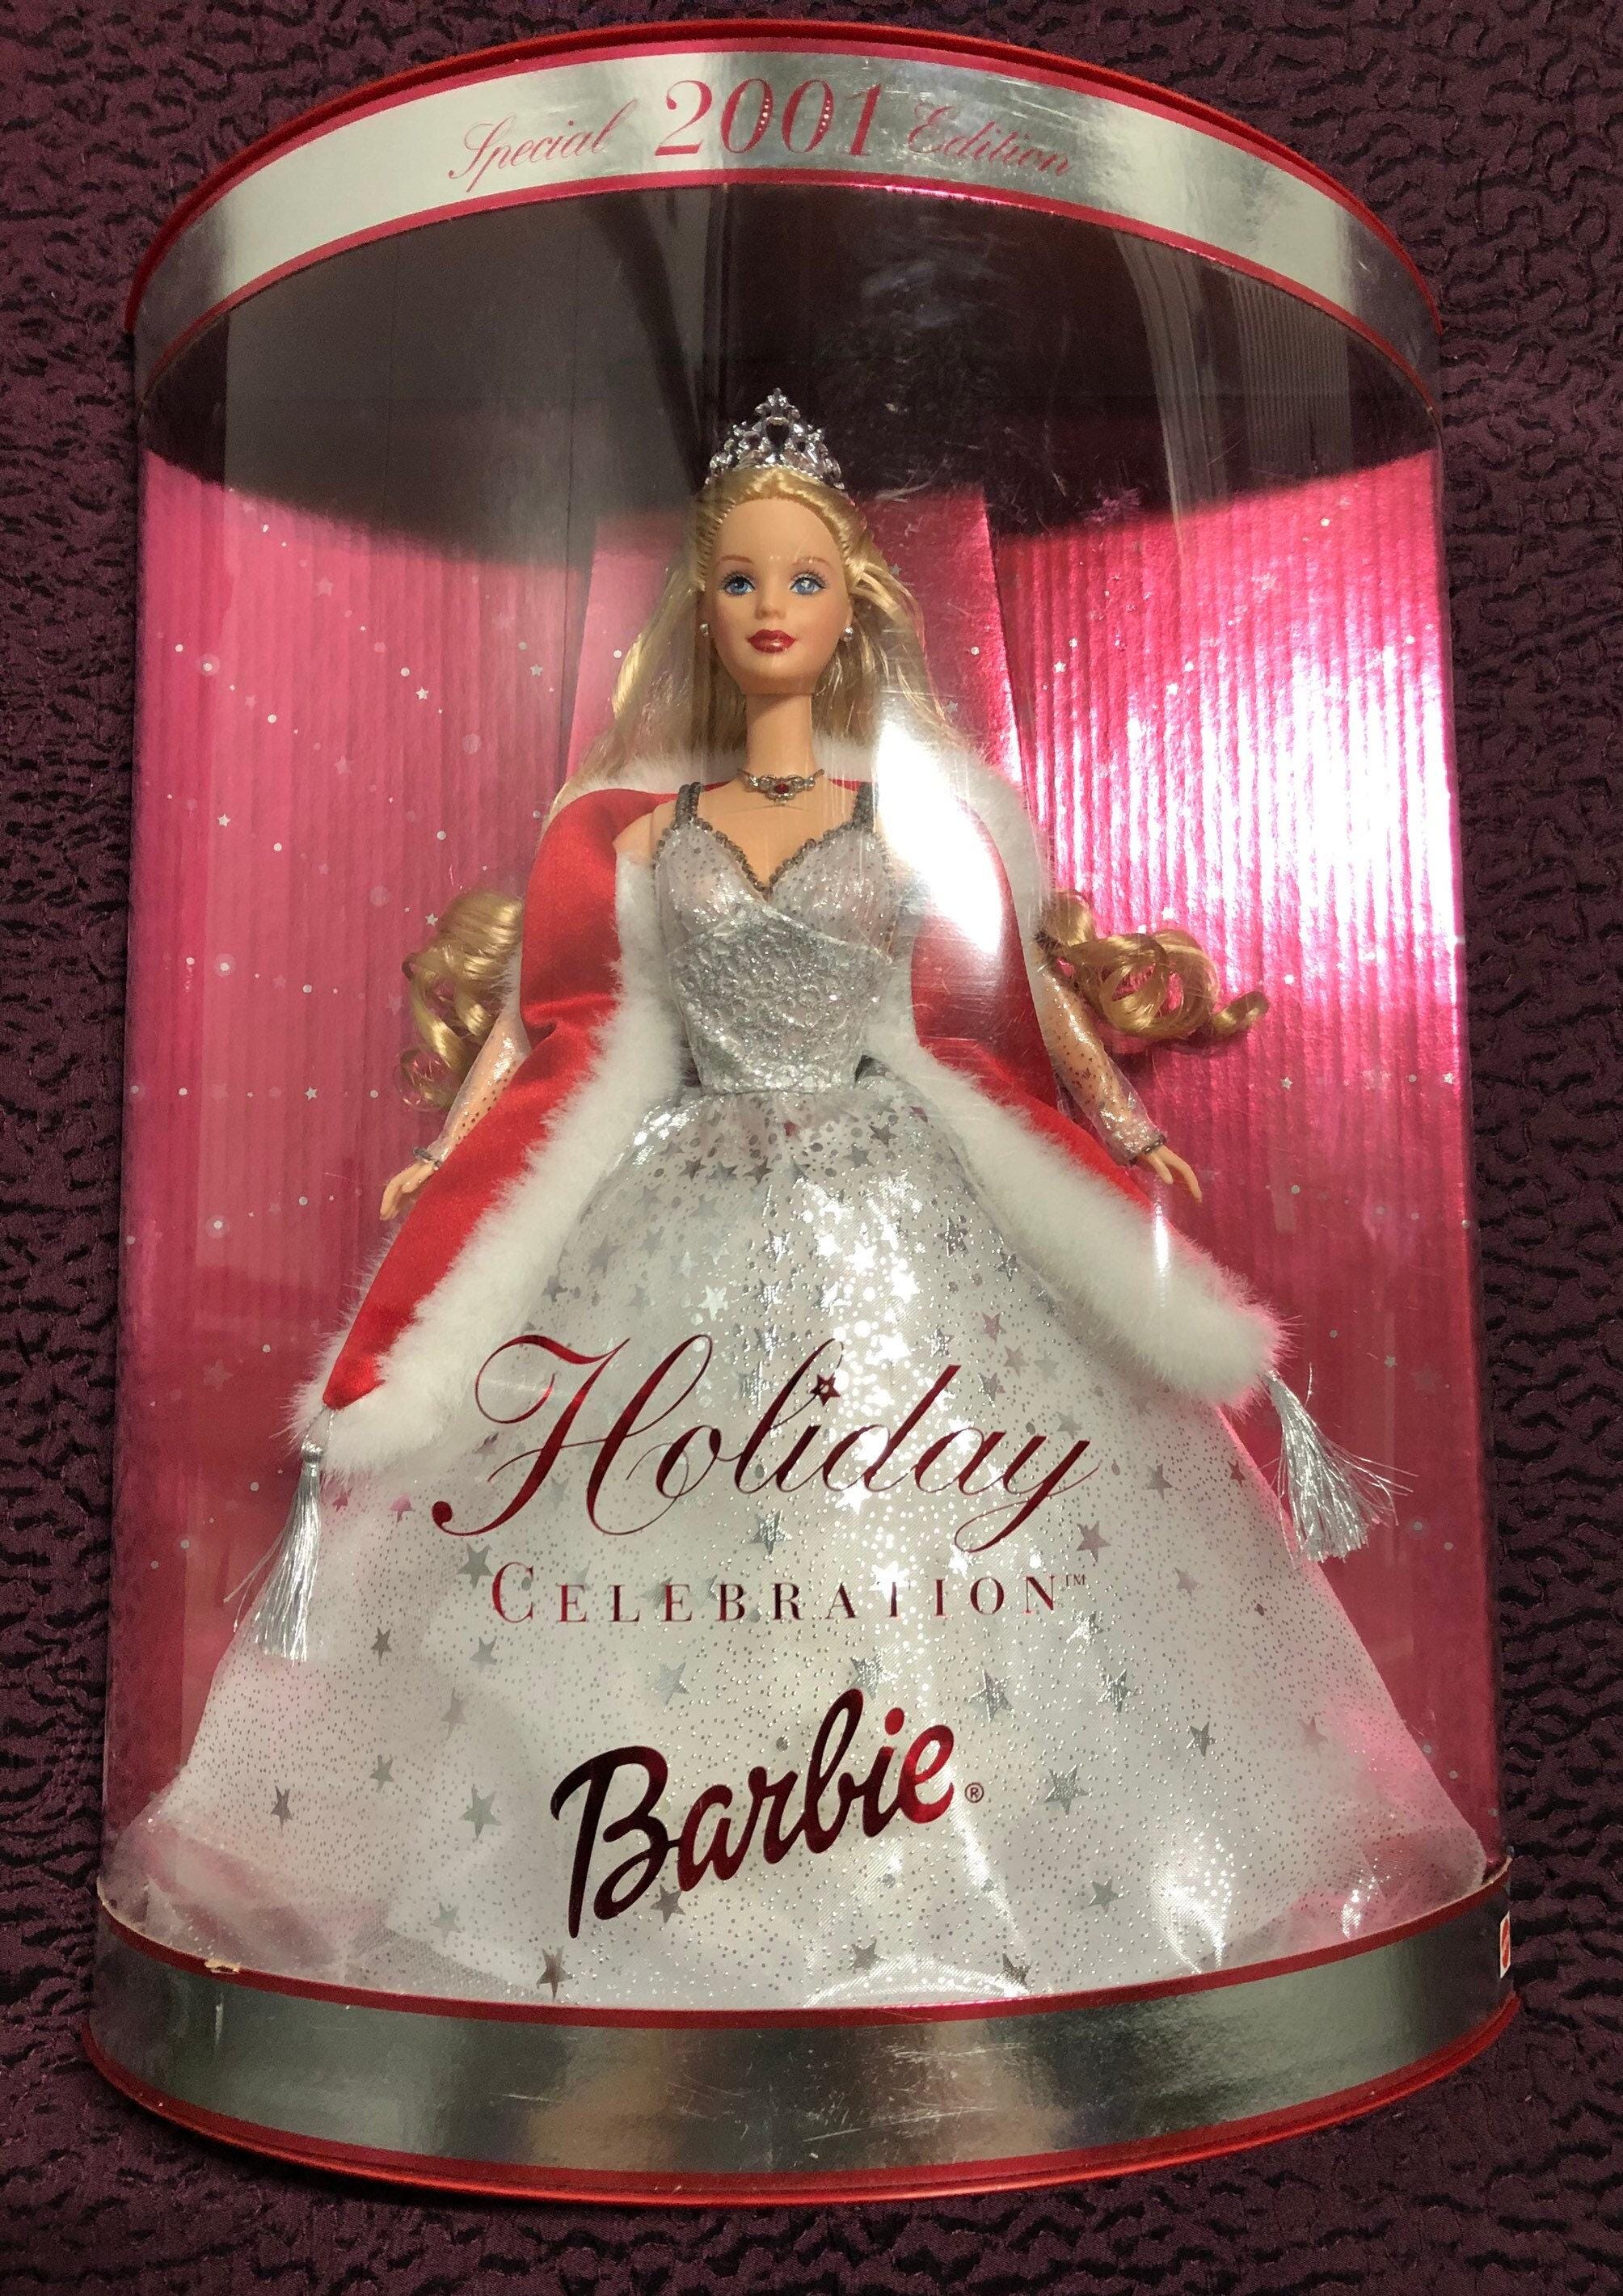 Special 2001 Edition
Holiday
CELEBRATION™
Barbie®